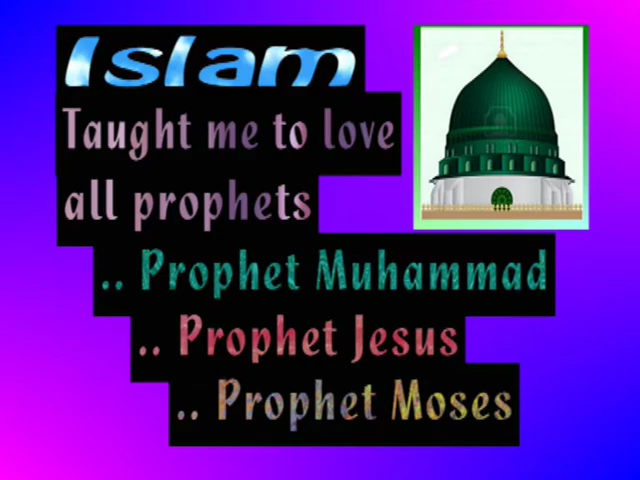 Islam
Taught me to love
all prophets
.. Prophet Muhammad
.. Prophet Jesus
.. Prophet Moses